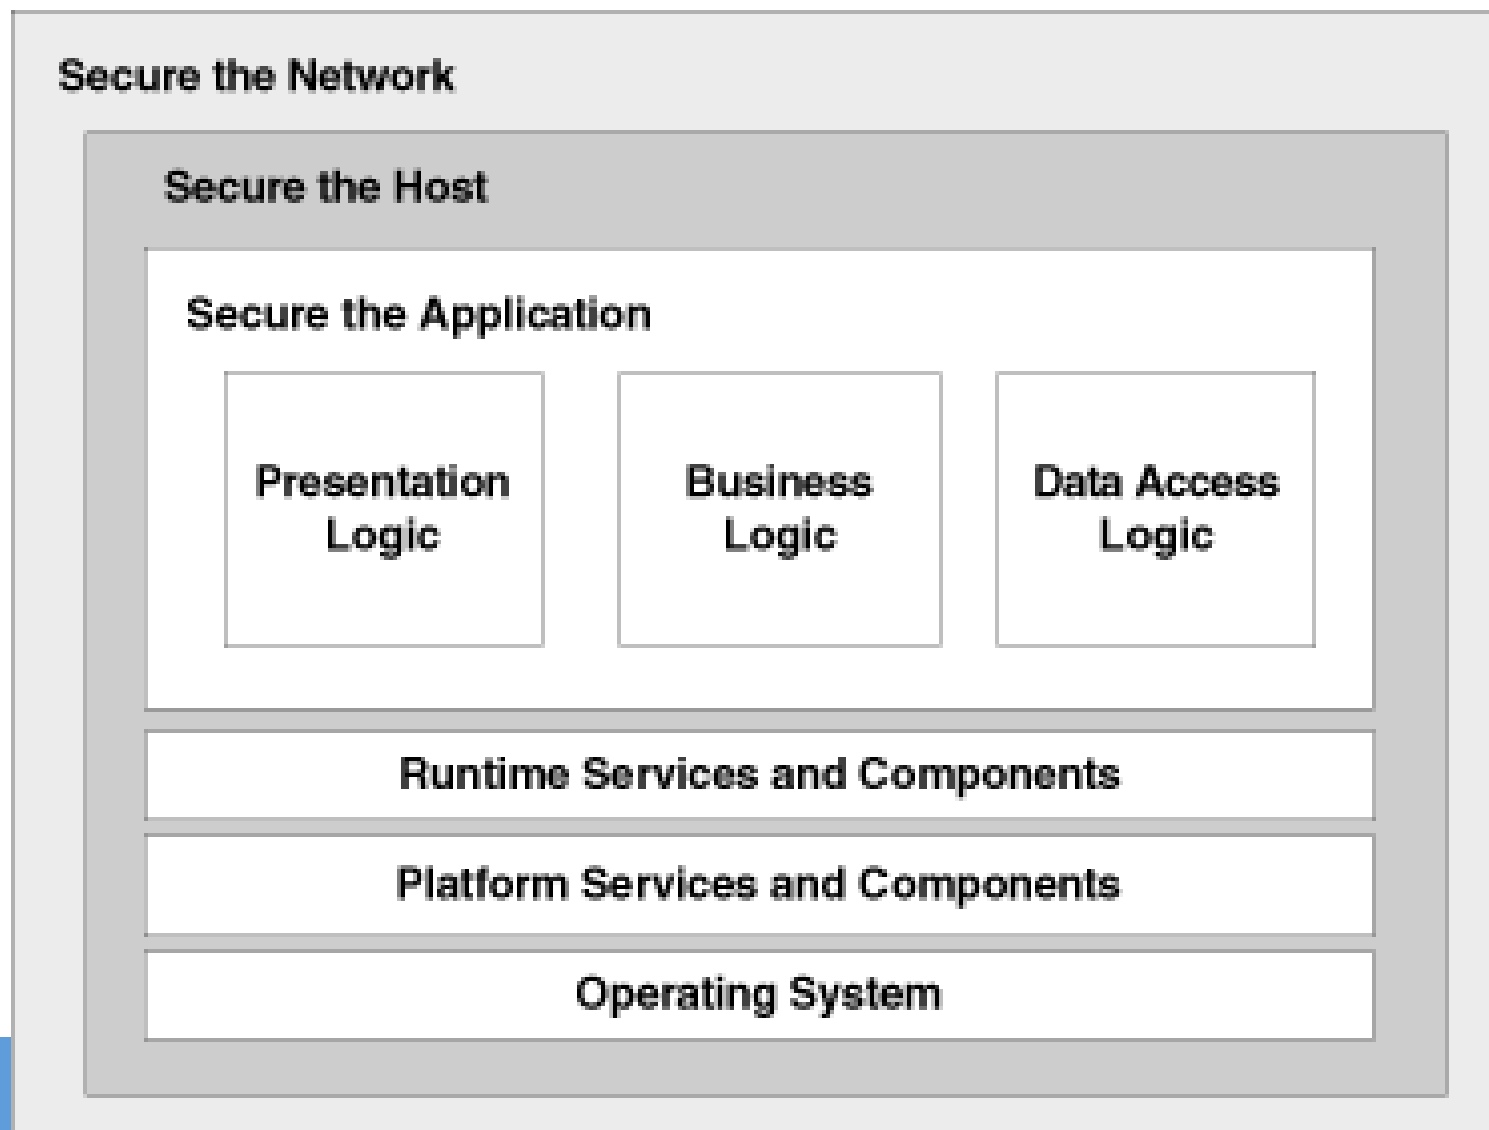 Secure the Network
Secure the Host
Secure the Application
Presentation
Logic
Business
Logic
Data Access
Logic
Runtime Services and Components
Platform Services and Components
Operating System